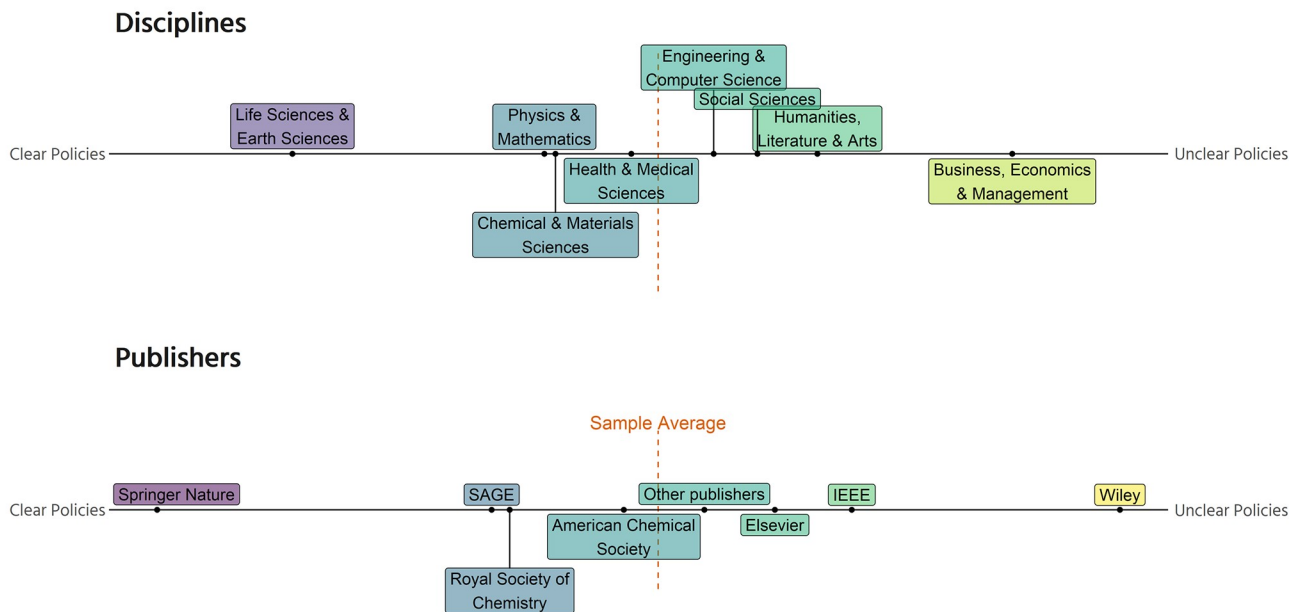 Disciplines
Engineering &
Computer Science
Social Sciences
Life Sciences &
Earth Sciences
Physics &
Mathematics
Humanities,
Literature & Arts
Clear Policies
Unclear Policies
Health & Medical
Sciences
Business, Economics
& Management
Chemical & Materials
Sciences
Publishers
Sample Average
Springer Nature
SAGE
Other publishers
IEEE
Wiley
Clear Policies
Unclear Policies
American Chemical
Society
Elsevier
Royal Society of
Chemistry